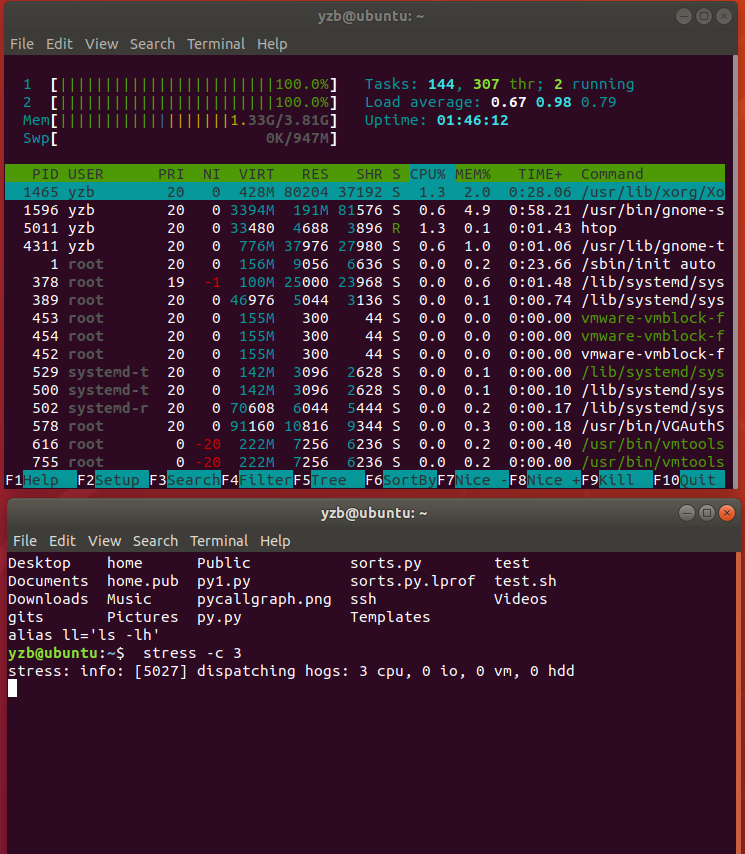 yzb@ubuntu: ~
File Edit View Search Terminal Help
1 [||||||||||||||||||||||||100.0%] Tasks: 144, 307 thr; 2 running
2 [||||||||||||||||||||||||100.0%] Load average: 0.67 0.98 0.79
Mem[|||||||||||||||||||1.33G/3.81G] Uptime: 01:46:12
Swp[ 0K/947M]
PID USER PRI NI VIRT RES SHR S CPU% MEM% TIME+ Command
1465 yzb 20 0 428M 80204 37192 S 1.3 2.0 0:28.06 /usr/lib/xorg/Xo
1596 yzb 20 0 3394M 191M 81576 S 0.6 4.9 0:58.21 /usr/bin/gnome-s
5011 yzb 20 0 33480 4688 3896 R 1.3 0.1 0:01.43 htop
4311 yzb 20 0 776M 37976 27980 S 0.6 1.0 0:01.06 /usr/lib/gnome-t
1 root 20 0 156M 9056 6636 S 0.0 0.2 0:23.66 /sbin/init auto
378 root 19 -1 100M 25000 23968 S 0.0 0.6 0:01.48 /lib/systemd/sys
389 root 20 0 46976 5044 3136 S 0.0 0.1 0:00.74 /lib/systemd/sys
453 root 20 0 155M 300 44 S 0.0 0.0 0:00.00 vmware-vmblock-f
454 root 20 0 155M 300 44 S 0.0 0.0 0:00.00 vmware-vmblock-f
452 root 20 0 155M 300 44 S 0.0 0.0 0:00.00 vmware-vmblock-f
529 systemd-t 20 0 142M 3096 2628 S 0.0 0.1 0:00.00 /lib/systemd/sys
500 systemd-t 20 0 142M 3096 2628 S 0.0 0.1 0:00.10 /lib/systemd/sys
502 systemd-r 20 0 70608 6044 5444 S 0.0 0.2 0:00.17 /lib/systemd/sys
578 root 20 0 91160 10816 9344 S 0.0 0.3 0:00.18 /usr/bin/VGAuthS
616 root 0 -20 222M 7256 6236 S 0.0 0.2 0:00.40 /usr/bin/vmtools
755 root 0 -20 222M 7256 6236 S 0.0 0.2 0:00.00 /usr/bin/vmtools
F1Help F2Setup F3SearchF4FilterF5Tree F6SortByF7Nice -F8Nice +F9Kill F10Quit
yzb@ubuntu: ~
File Edit View Search Terminal Help
Desktop home Public sorts.py test
Documents home.pub py1.py sorts.py.lprof test.sh
Downloads Music pycallgraph.png ssh Videos
gits Pictures py.py Templates
alias ll='ls -lh'
yzb@ubuntu:~$ stress -c 3
stress: info: [5027] dispatching hogs: 3 cpu, 0 io, 0 vm, 0 hdd